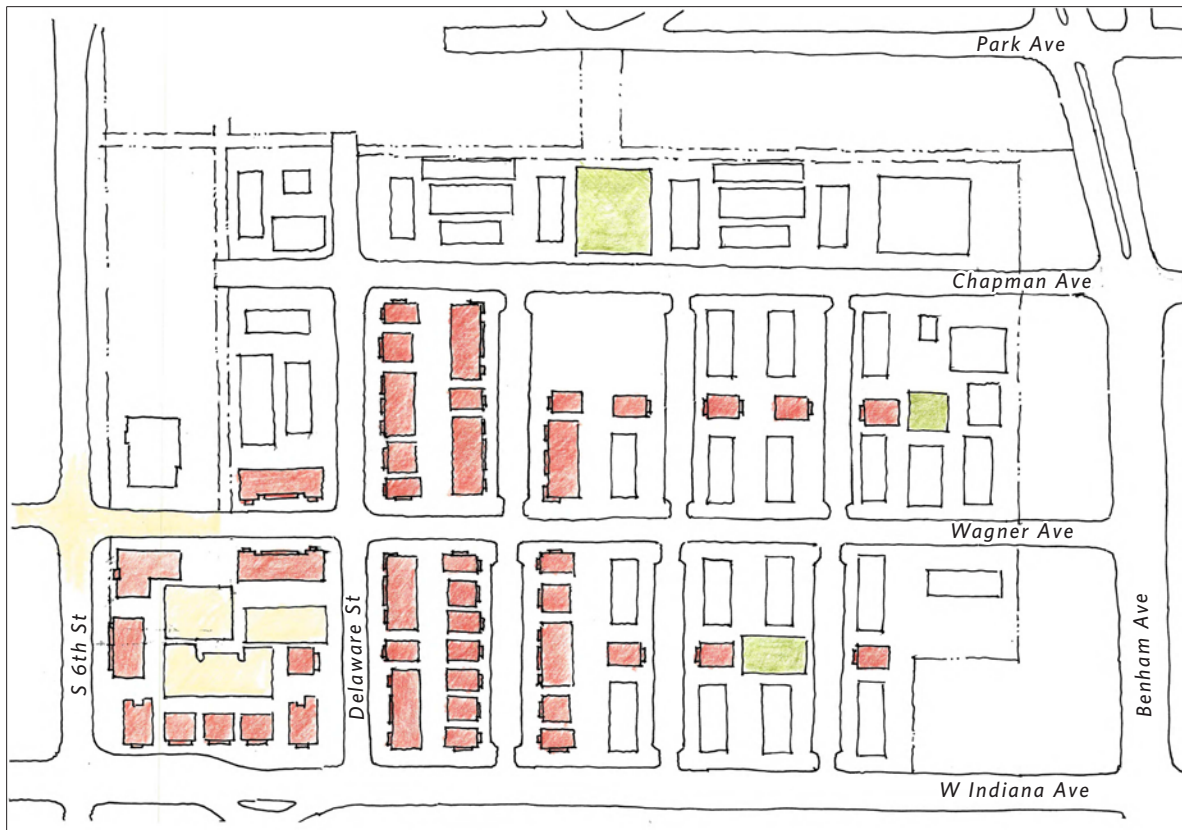 Park Ave
Chapman Ave
Wagner Ave
S 6th St
Delaware St
Benham Ave
W Indiana Ave